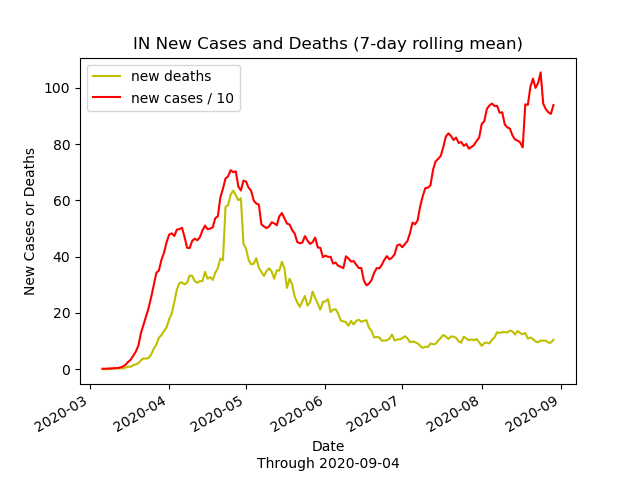 IN New Cases and Deaths (7-day rolling mean)
new deaths
new cases / 10
100
80
60
40
20
0
New Cases or Deaths
2020-03
2020-04
2020-05
2020-06
2020-07
2020-08
2020-09
Date
Through 2020-09-04